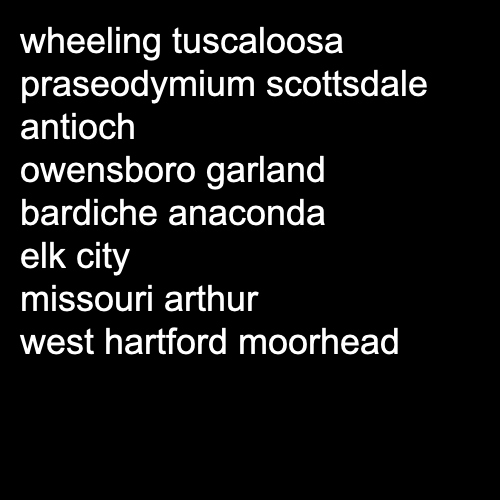 wheeling tuscaloosa
praseodymium scottsdale
antioch
owensboro garland
bardiche anaconda
elk city
missouri arthur
west hartford moorhead